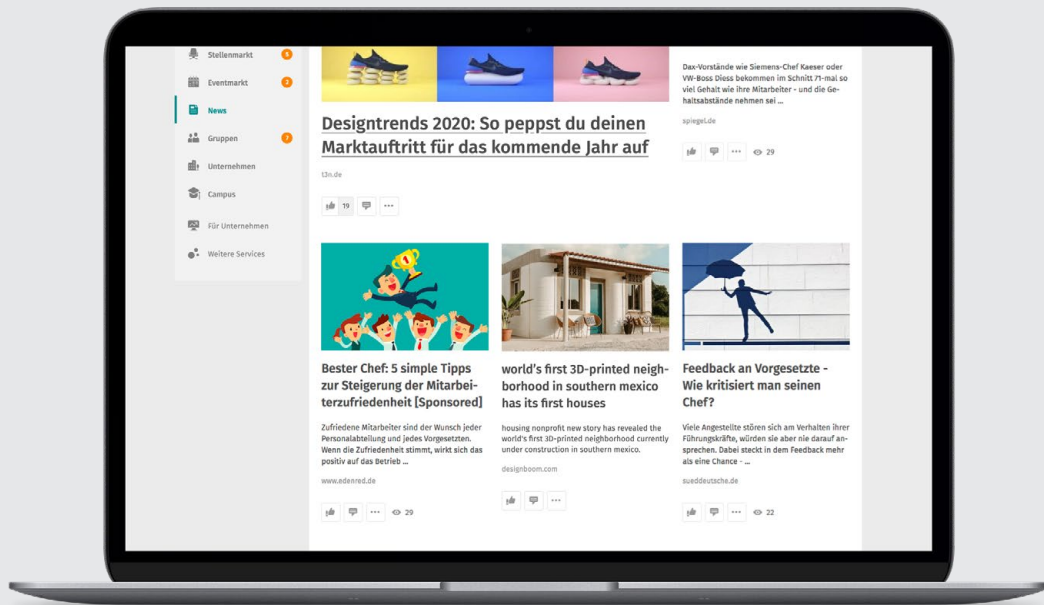 Stellenmarkt
Eventmarkt
2
News
Gruppen
7
Unternehmen
Campus
Für Unternehmen
Weitere Services
Designtrends 2020: So peppst du deinen
Marktauftritt für das kommende Jahr auf
t3n.de
19
Dax-Vorstände wie Siemens-Chef Kaeser oder
VW-Boss Diess bekommen im Schnitt 71-mal so
viel Gehalt wie ihre Mitarbeiter - und die Ge-
haltsabstände nehmen sei ...
spiegel.de
29
1
Bester Chef: 5 simple Tipps
zur Steigerung der Mitarbei-
terzufriedenheit [Sponsored]
Zufriedene Mitarbeiter sind der Wunsch jeder
Personalabteilung und jedes Vorgesetzten.
Wenn die Zufriedenheit stimmt, wirkt sich das
positiv auf das Betrieb ...
www.edenred.de
29
world's first 3D-printed neigh-
borhood in southern mexico
has its first houses
housing nonprofit new story has revealed the
world's first 3D-printed neighborhood currently
under construction in southern mexico.
designboom.com
Feedback an Vorgesetzte -
Wie kritisiert man seinen
Chef?
Viele Angestellte stören sich am Verhalten ihrer
Führungskräfte, würden sie aber nie darauf an-
sprechen. Dabei steckt in dem Feedback mehr
als eine Chance - ...
sueddeutsche.de
22